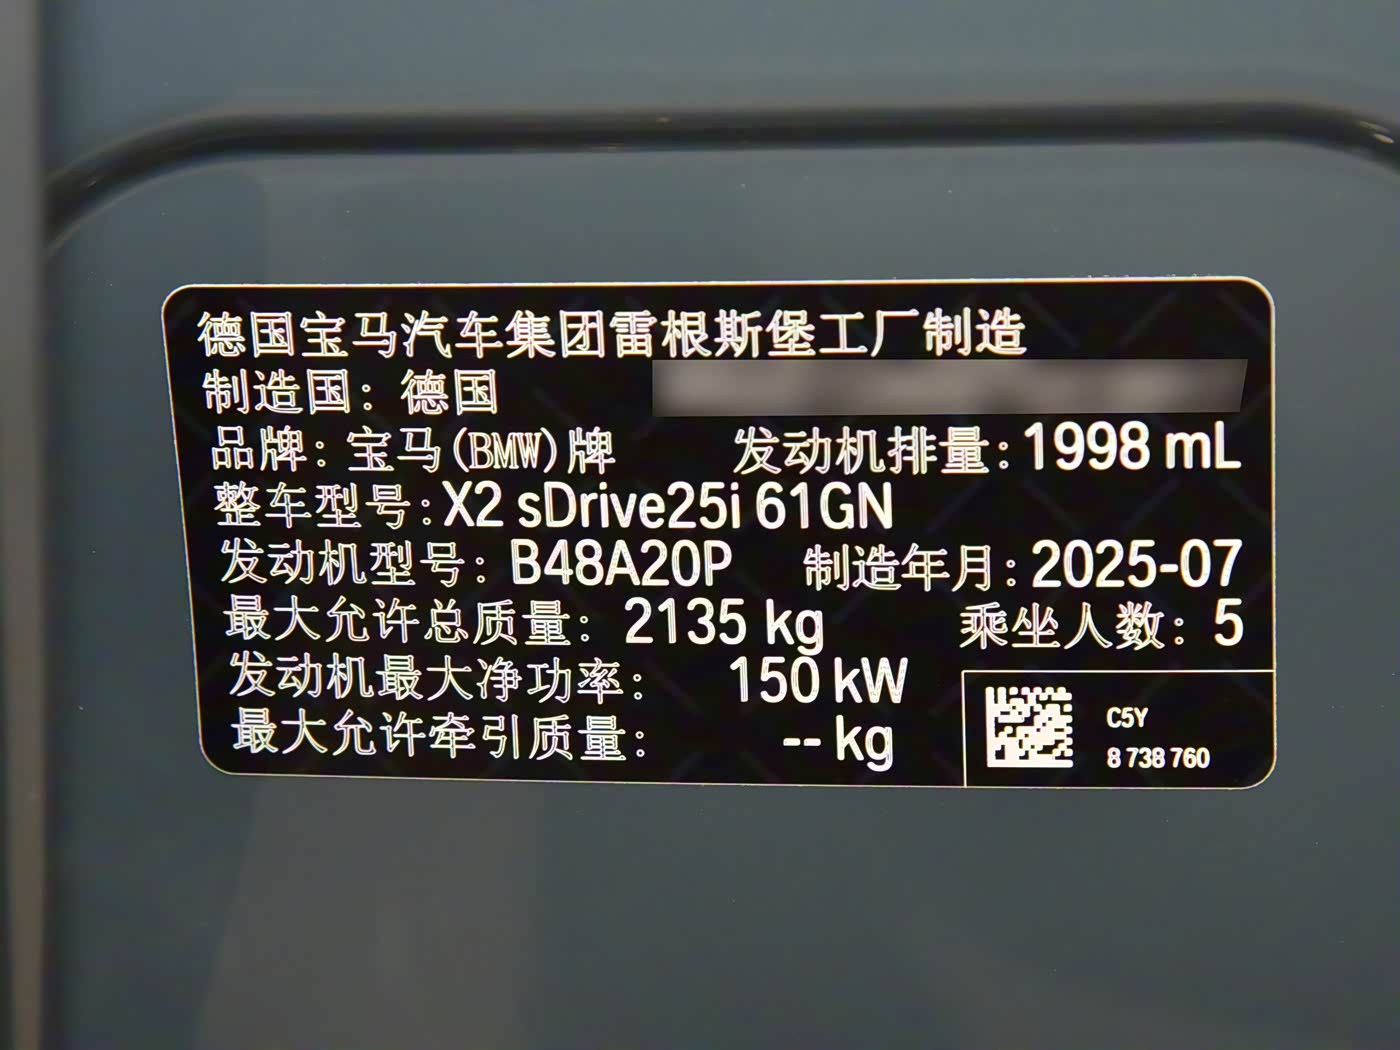 德国宝马汽车集团雷根斯堡工厂制造
制造国：德国
品牌：宝马(BMW)牌 发动机排量：1998 mL
整车型号：X2 sDrive25i 61GN
发动机型号：B48A20P 制造年月：2025-07
最大允许总质量：2135 kg 乘坐人数：5
发动机最大净功率：150 kW
最大允许牵引质量：-- kg
C5Y
8 738 760